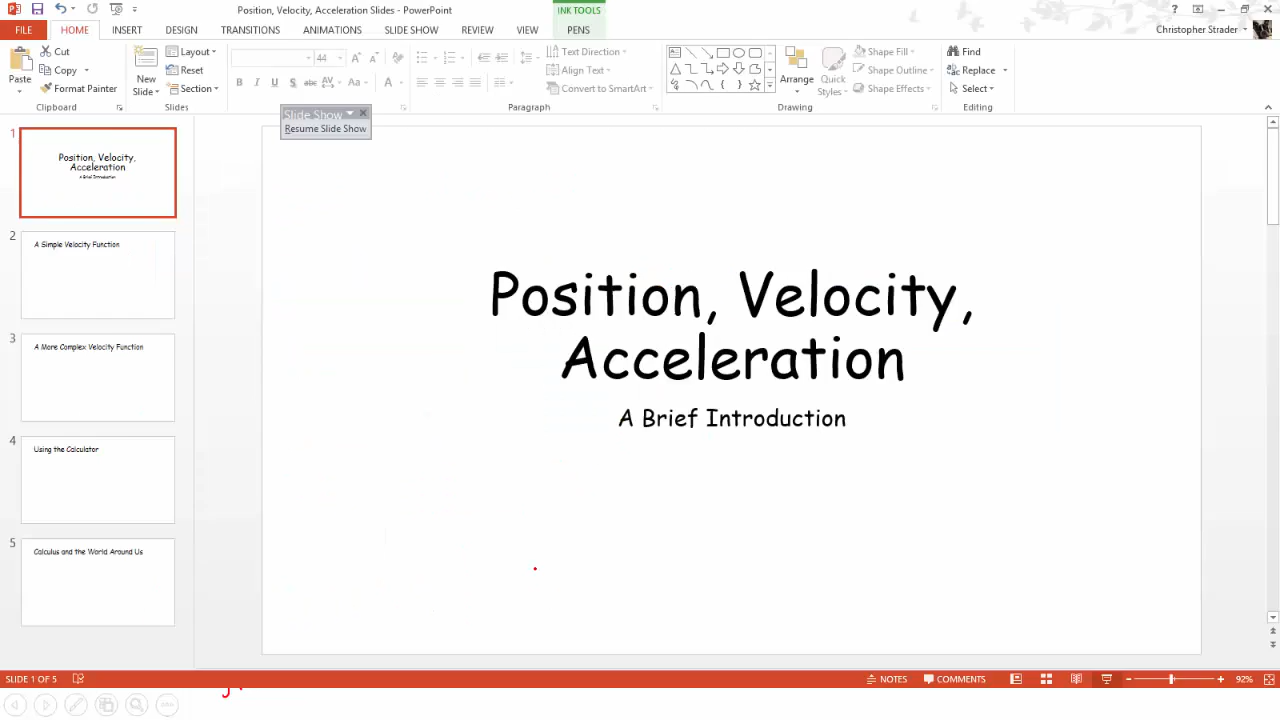 Position, Velocity, Acceleration Slides - PowerPoint
INK TOOLS
FILE
HOME
INSERT
DESIGN
TRANSITIONS
ANIMATIONS
SLIDE SHOW
REVIEW
VIEW
PENS
Christopher Strader
Paste
Cut
Copy
Format Painter
Clipboard
New
Slide
Layout
Reset
Section
Slides
44
Paragraph
Text Direction
Align Text
Convert to SmartArt
Arrange
Quick
Styles
Shape Fill
Shape Outline
Shape Effects
Drawing
Find
Replace
Select
Editing
Slide Show
Resume Slide Show
1
Position, Velocity,
Acceleration
A Brief Introduction
2
A Simple Velocity Function
3
A More Complex Velocity Function
4
Using the Calculator
5
Calculus and the World Around Us
Position, Velocity,
Acceleration
A Brief Introduction
SLIDE 1 OF 5
NOTES
COMMENTS
92%